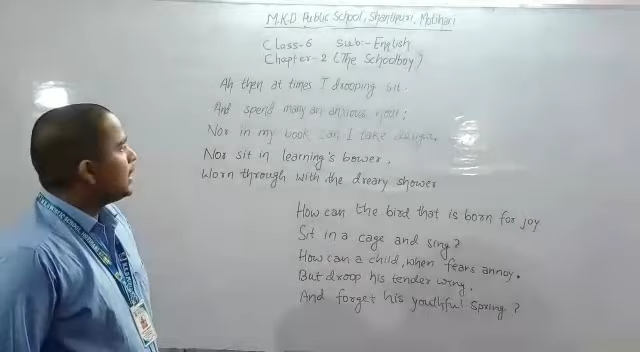 M.K.D Public School, Shantipuri, Motihari
Class-6 Sub:- English
Chapter-2 (The Schoolboy)
Ah then at times I drooping sit.
And spend many an anxious hour;
Nor in my book can I take delight,
Nor sit in learning's bower,
Worn through with the dreary shower
How can the bird that is born for joy
Sit in a cage and sing?
How can a child, when fears annoy.
But droop his tender wing,
And forget his youthful spring?